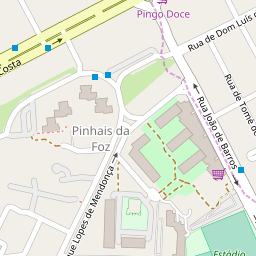 Pingo Doce
Rua de Dom Luís
Costa
Rua de Tomé
Rua João de Barros
Pinhais da
Foz
que Lopes de Mendonça
Estádio